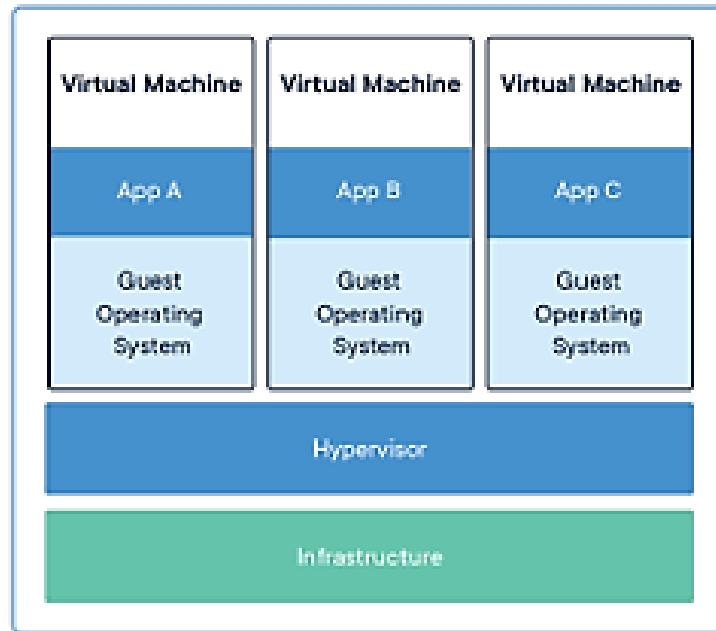 Virtual Machine
App A
Guest
Operating
System
Virtual Machine
App B
Guest
Operating
System
Virtual Machine
App C
Guest
Operating
System
Hypervisor
Infrastructure